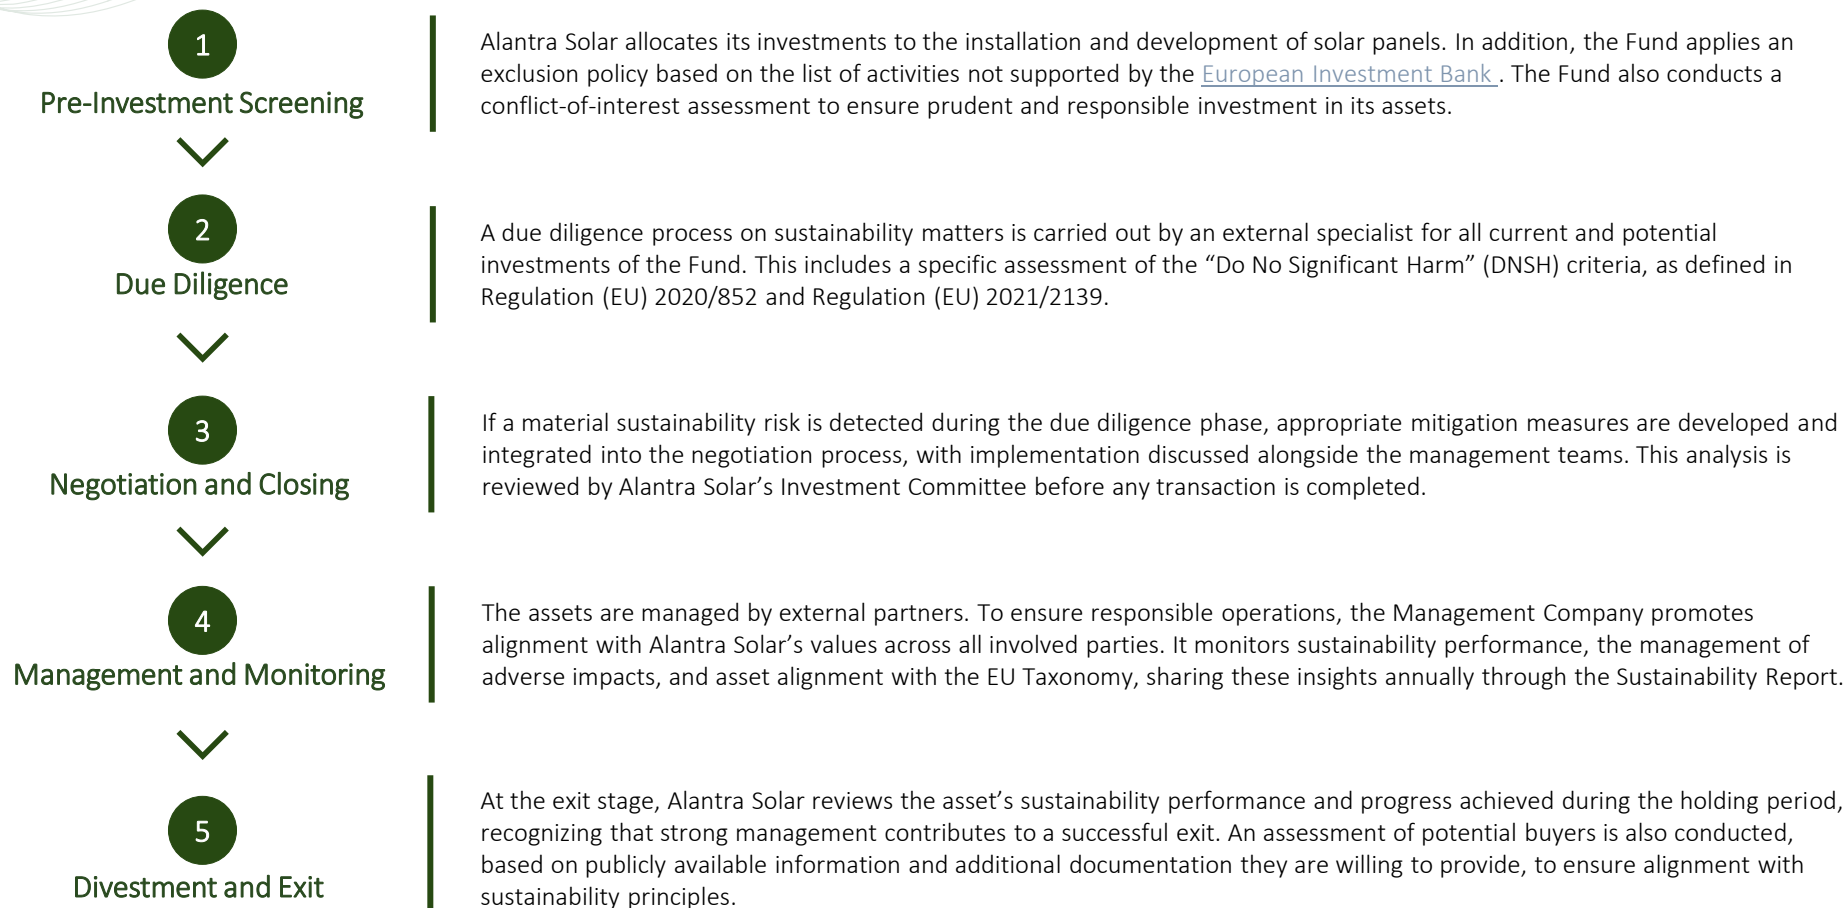 1
Pre-Investment Screening
Alantra Solar allocates its investments to the installation and development of solar panels. In addition, the Fund applies an
exclusion policy based on the list of activities not supported by the European Investment Bank . The Fund also conducts a
conflict-of-interest assessment to ensure prudent and responsible investment in its assets.
2
Due Diligence
A due diligence process on sustainability matters is carried out by an external specialist for all current and potential
investments of the Fund. This includes a specific assessment of the “Do No Significant Harm” (DNSH) criteria, as defined in
Regulation (EU) 2020/852 and Regulation (EU) 2021/2139.
3
Negotiation and Closing
If a material sustainability risk is detected during the due diligence phase, appropriate mitigation measures are developed and
integrated into the negotiation process, with implementation discussed alongside the management teams. This analysis is
reviewed by Alantra Solar’s Investment Committee before any transaction is completed.
4
Management and Monitoring
The assets are managed by external partners. To ensure responsible operations, the Management Company promotes
alignment with Alantra Solar’s values across all involved parties. It monitors sustainability performance, the management of
adverse impacts, and asset alignment with the EU Taxonomy, sharing these insights annually through the Sustainability Report.
5
Divestment and Exit
At the exit stage, Alantra Solar reviews the asset’s sustainability performance and progress achieved during the holding period,
recognizing that strong management contributes to a successful exit. An assessment of potential buyers is also conducted,
based on publicly available information and additional documentation they are willing to provide, to ensure alignment with
sustainability principles.